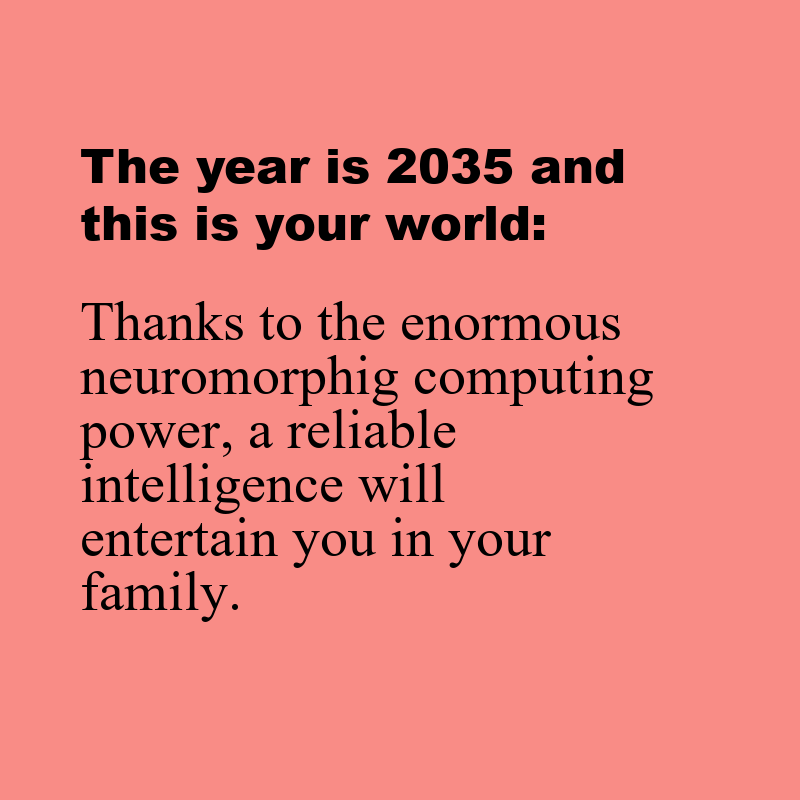 The year is 2035 and
this is your world:
Thanks to the enormous
neuromorphig computing
power, a reliable
intelligence will
entertain you in your
family.